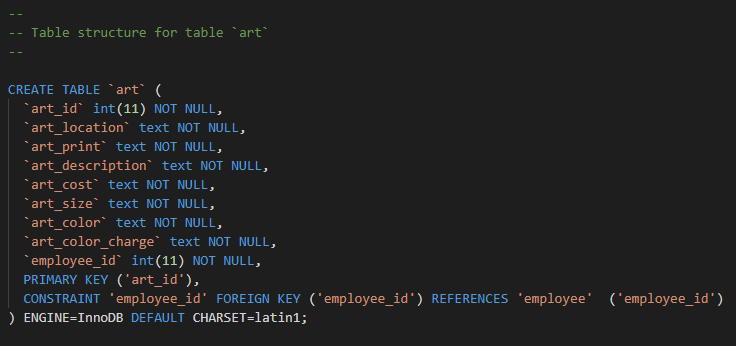 --
-- Table structure for table `art`
--
CREATE TABLE `art` (
`art_id` int(11) NOT NULL,
`art_location` text NOT NULL,
`art_print` text NOT NULL,
`art_description` text NOT NULL,
`art_cost` text NOT NULL,
`art_size` text NOT NULL,
`art_color` text NOT NULL,
`art_color_charge` text NOT NULL,
`employee_id` int(11) NOT NULL,
PRIMARY KEY ('art_id'),
CONSTRAINT 'employee_id' FOREIGN KEY ('employee_id') REFERENCES 'employee'  ('employee_id')
) ENGINE=InnoDB DEFAULT CHARSET=latin1;